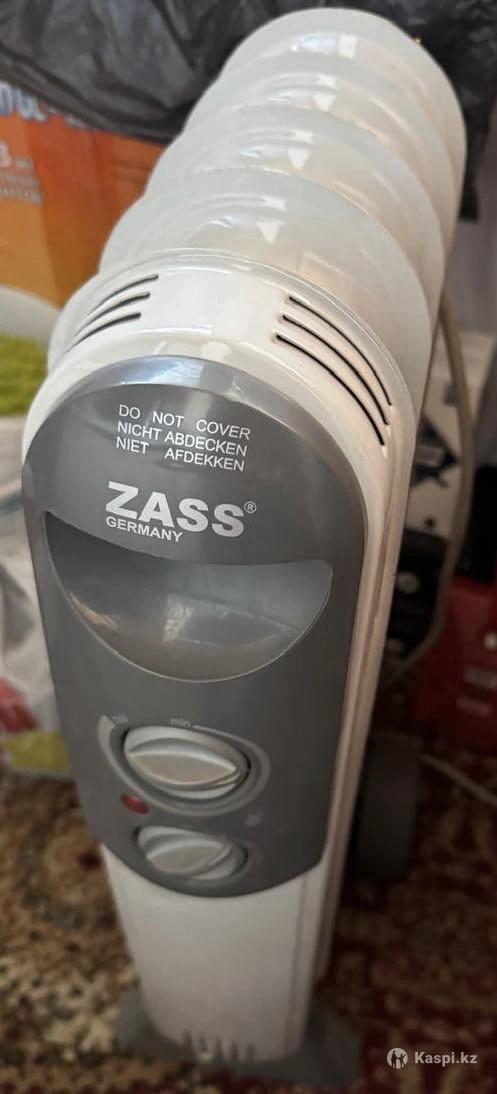 DO NOT COVER
NICHT ABDECKEN
NIET AFDEKKEN
ZASS®
GERMANY
min
Kaspi.kz